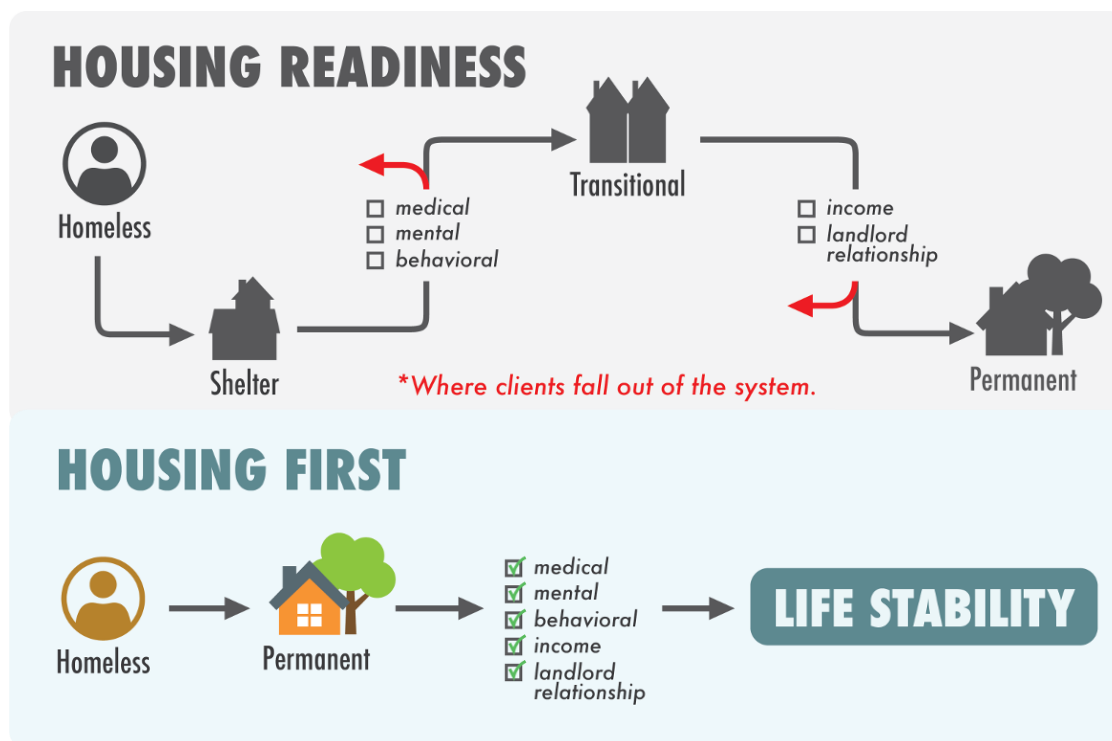 HOUSING READINESS
Homeless
Shelter
medical
mental
behavioral
Transitional
income
landlord
relationship
Permanent
*Where clients fall out of the system.
HOUSING FIRST
Homeless
Permanent
medical
mental
behavioral
income
landlord
relationship
LIFE STABILITY